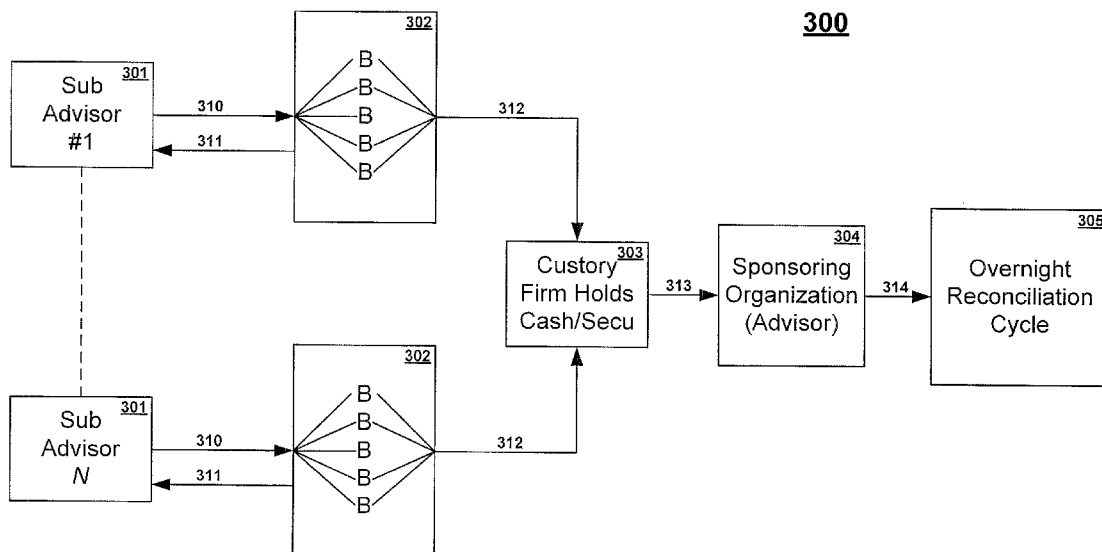 300
301
Sub
Advisor
#1
310
311
302
B
B
B
B
B
312
301
Sub
Advisor
N
310
311
302
B
B
B
B
B
312
303
Custory
Firm Holds
Cash/Secu
313
304
Sponsoring
Organization
(Advisor)
314
305
Overnight
Reconciliation
Cycle